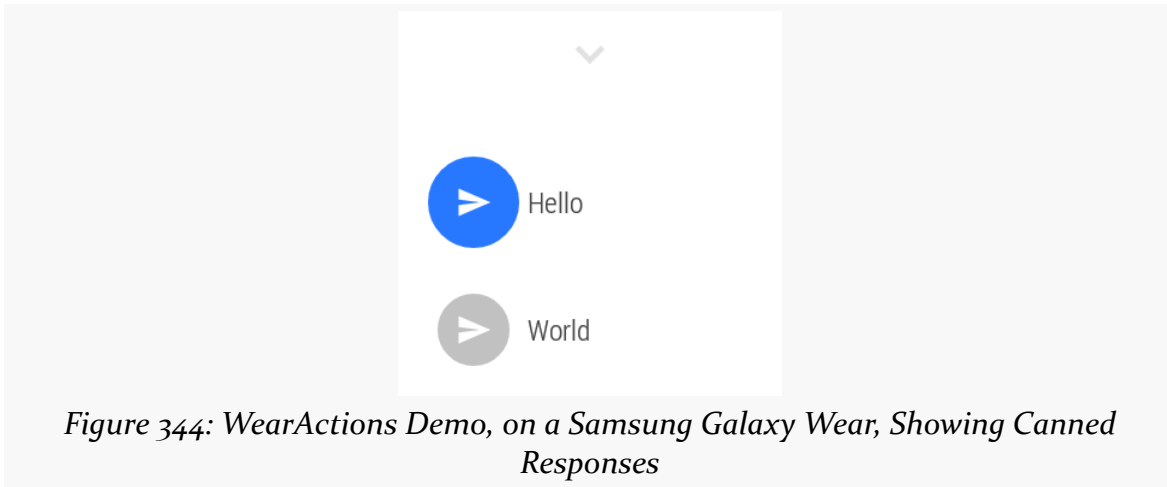 Hello
World
Figure 344: WearActions Demo, on a Samsung Galaxy Wear, Showing Canned
Responses